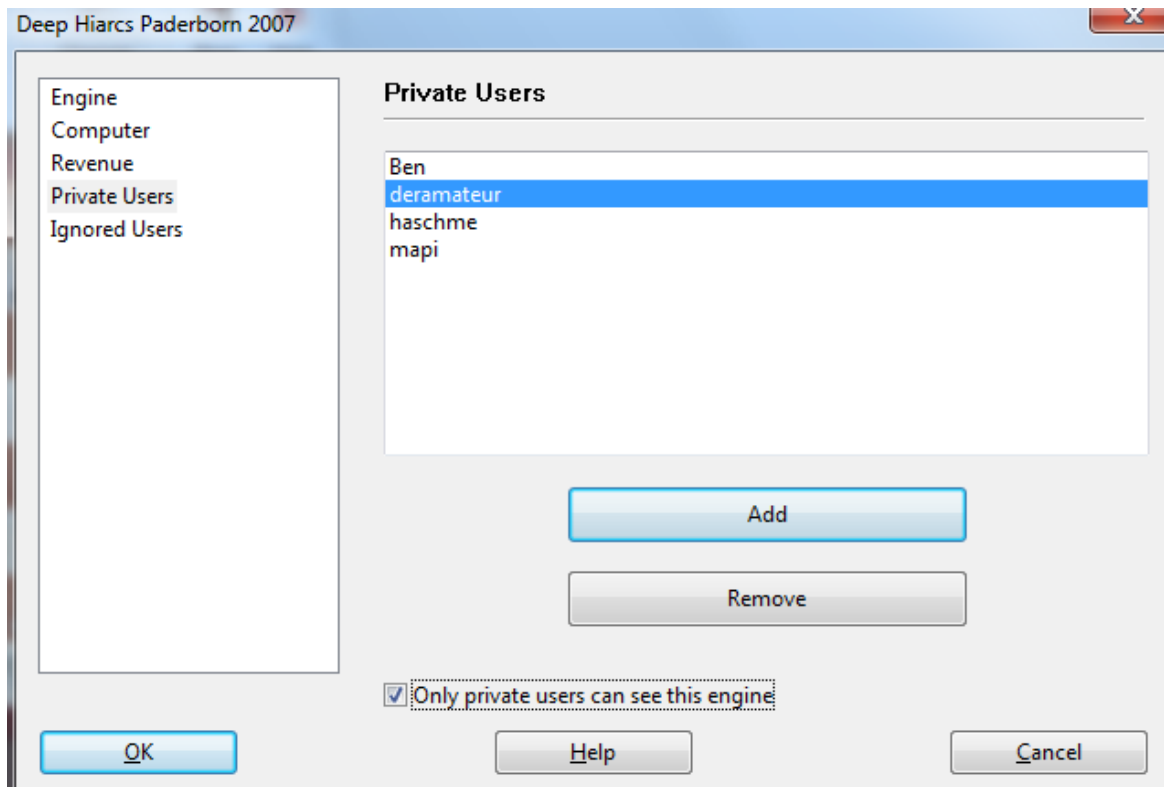 Deep Hiarcs Paderborn 2007
Engine
Computer
Revenue
Private Users
Ignored Users
Private Users
Ben
deramateur
haschme
mapi
Add
Remove
Only private users can see this engine
OK
Help
Cancel